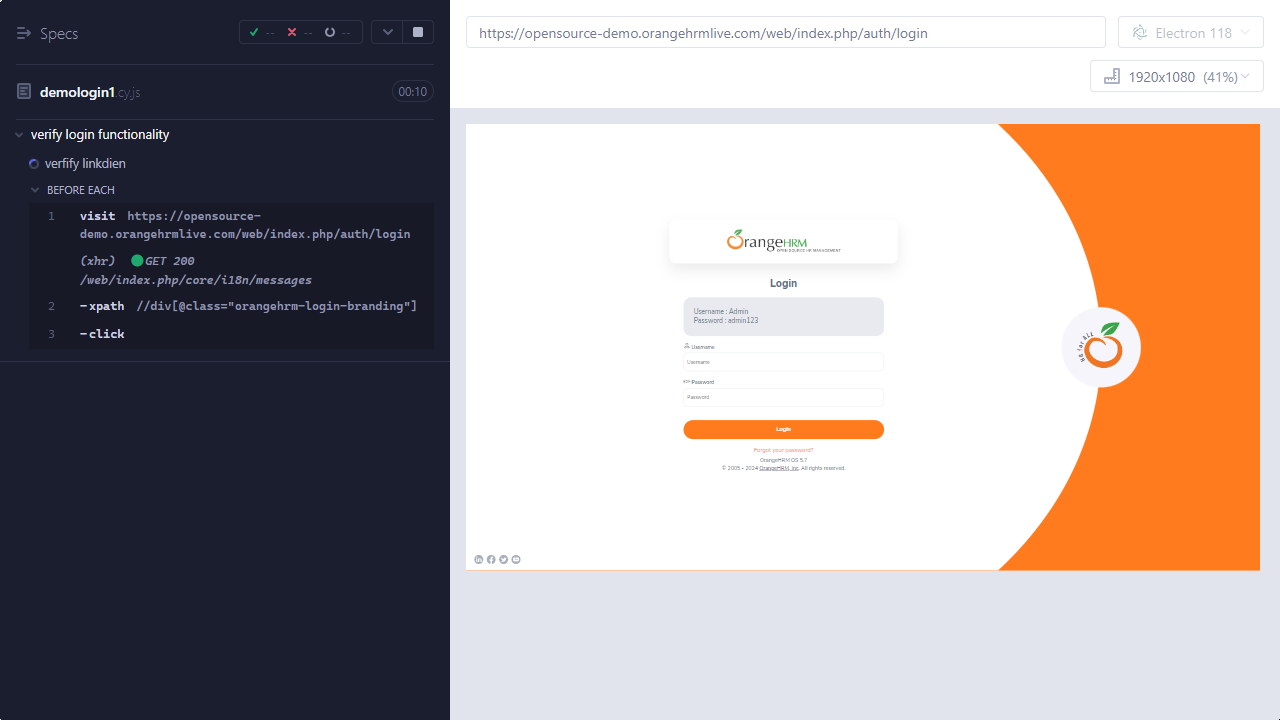 Specs
--
--
--
demologin1.cy.js
00:10
verify login functionality
verfify linkdien
BEFORE EACH
1 visit https://opensource-
demo.orangehrmlive.com/web/index.php/auth/login
(xhr) GET 200
/web/index.php/core/i18n/messages
2 -xpath //div[@class="orangehrm-login-branding"]
3 -click
https://opensource-demo.orangehrmlive.com/web/index.php/auth/login
Electron 118
1920x1080 (41%)
OrangeHRM
OPEN SOURCE HR MANAGEMENT
Login
Username : Admin
Password : admin123
Username
Username
Password
Password
Login
Forgot your password?
OrangeHRM OS 5.7
© 2005 - 2024 OrangeHRM, Inc. All rights reserved.
HR for All